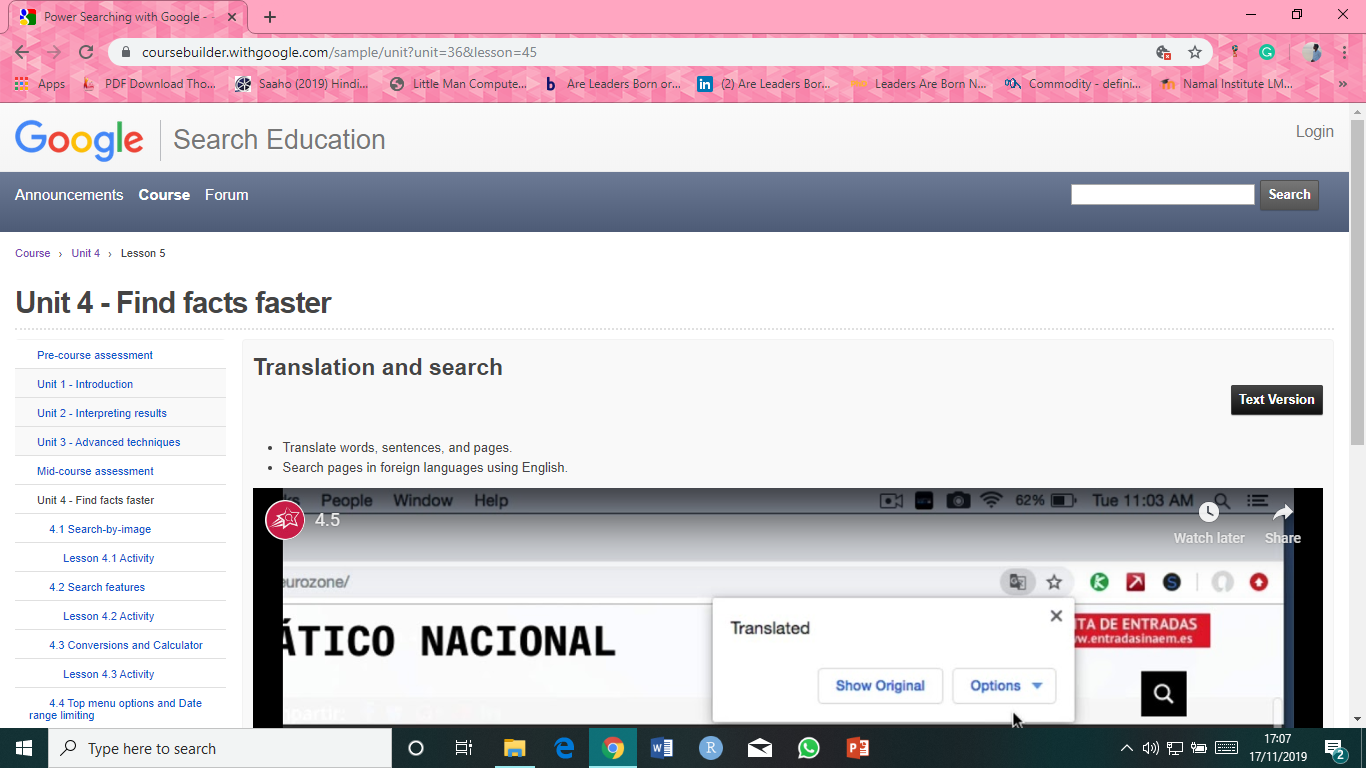 Power Searching with Google - -
coursebuilder.withgoogle.com/sample/unit?unit=36&lesson=45
Apps PDF Download Tho... Saaho (2019) Hindi... Little Man Compute... Are Leaders Born or... (2) Are Leaders Bor... Leaders Are Born N... Commodity - defini... Namal Institute LM... »
Google Search Education
Login
Announcements Course Forum
Search
Course › Unit 4 › Lesson 5
Unit 4 - Find facts faster
Pre-course assessment
Unit 1 - Introduction
Unit 2 - Interpreting results
Unit 3 - Advanced techniques
Mid-course assessment
Unit 4 - Find facts faster
4.1 Search-by-image
Lesson 4.1 Activity
4.2 Search features
Lesson 4.2 Activity
4.3 Conversions and Calculator
Lesson 4.3 Activity
4.4 Top menu options and Date
range limiting
Translation and search
Text Version
• Translate words, sentences, and pages.
• Search pages in foreign languages using English.
People Window Help 62% Tue 11:03 AM
4.5
Watch later Share
eurozone/
ÁTICO NACIONAL
Translated
Show Original Options
TA DE ENTRADAS
w.entradasinaem.es
Type here to search
17:07
17/11/2019
2